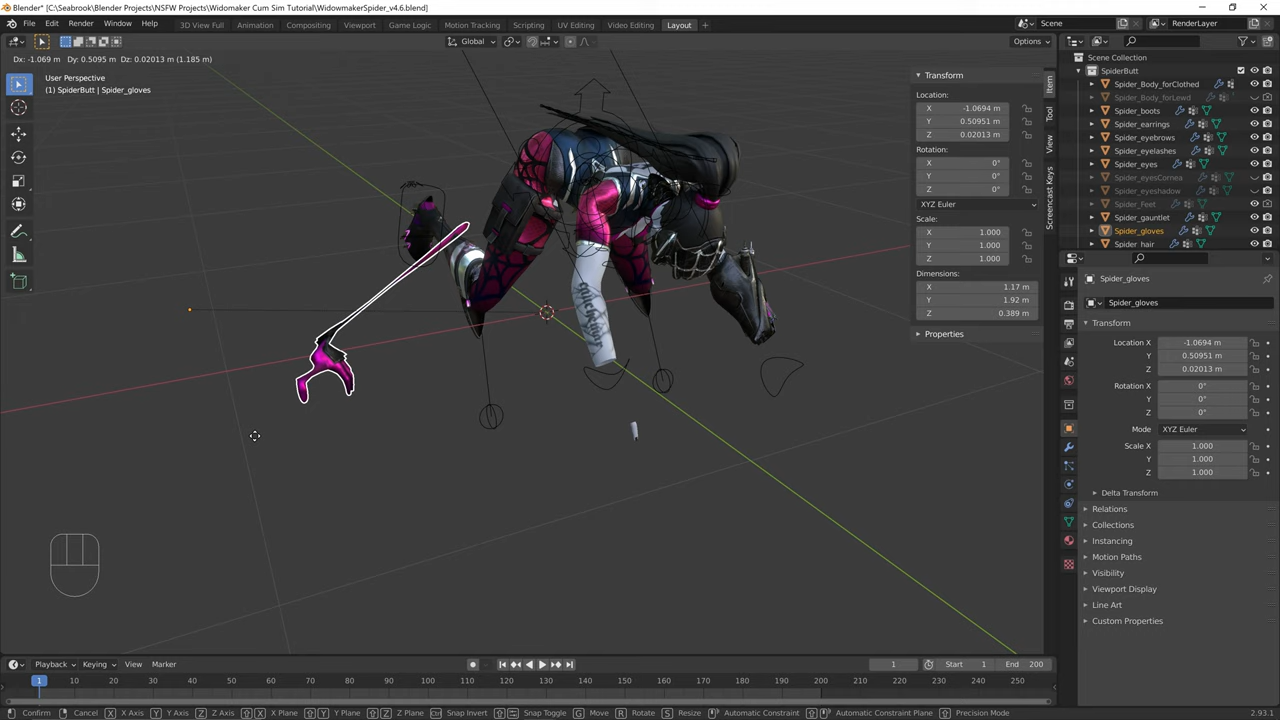 Blender* [C:\Seabrook\Blender Projects\NSFW Projects\Widomaker Cum Sim Tutorial\WidowmakerSpider_v4.6.blend]
File Edit Render Window Help 3D View Full Animation Compositing Scripting UV Editing Video Editing Game Logic Motion Tracking Shading Layout Scene RenderLayer
Global Options
Dx: -1.069 m Dy: 0.5095 m Dz: 0.02013 m (1.185 m)
User Perspective
(1) SpiderButt | Spider_gloves
Transform
Location:
X -1.0694 m
Y 0.50951 m
Z 0.02013 m
Rotation:
X 0°
Y 0°
Z 0°
XYZ Euler
Scale:
X 1.000
Y 1.000
Z 1.000
Dimensions:
X 1.17 m
Y 1.92 m
Z 0.389 m
Properties
Item
Tool
View
Screencast Keys
Scene Collection
SpiderButt
Spider_Body_forClothed
Spider_Body_forLewd
Spider_boots
Spider_earrings
Spider_eyebrows
Spider_eyelashes
Spider_eyes
Spider_eyesCornea
Spider_eyeshadow
Spider_Feet
Spider_gauntlet
Spider_gloves
Spider_hair
Spider_gloves
Spider_gloves
Transform
Location X -1.0694 m
Y 0.50951 m
Z 0.02013 m
Rotation X 0°
Y 0°
Z 0°
Mode XYZ Euler
Scale X 1.000
Y 1.000
Z 1.000
Delta Transform
Relations
Collections
Instancing
Motion Paths
Visibility
Viewport Display
Line Art
Custom Properties
Playback Keying View Marker 1 Start 1 End 200
1 10 20 30 40 50 60 70 80 90 100 110 120 130 140 150 160 170 180 190 200 210 220 230 240 250
Confirm Cancel X X Axis Y Y Axis Z Z Axis X X Plane Y Y Plane Z Z Plane Snap Invert Snap Toggle G Move R Rotate S Resize Automatic Constraint Automatic Constraint Plane Precision Mode 2.93.1